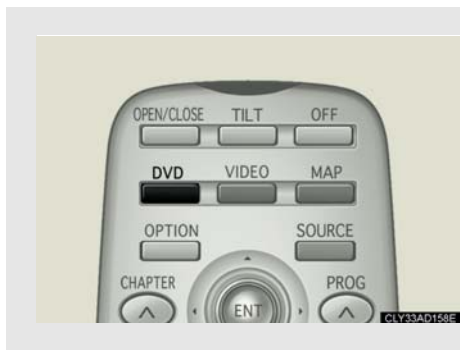 OPEN/CLOSE TILT OFF
DVD VIDEO MAP
OPTION SOURCE
CHAPTER PROG
ENT
CLY33AD158E